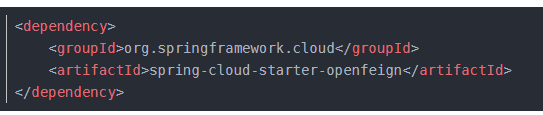 <dependency>
    <groupId>org.springframework.cloud</groupId>
    <artifactId>spring-cloud-starter-openfeign</artifactId>
</dependency>